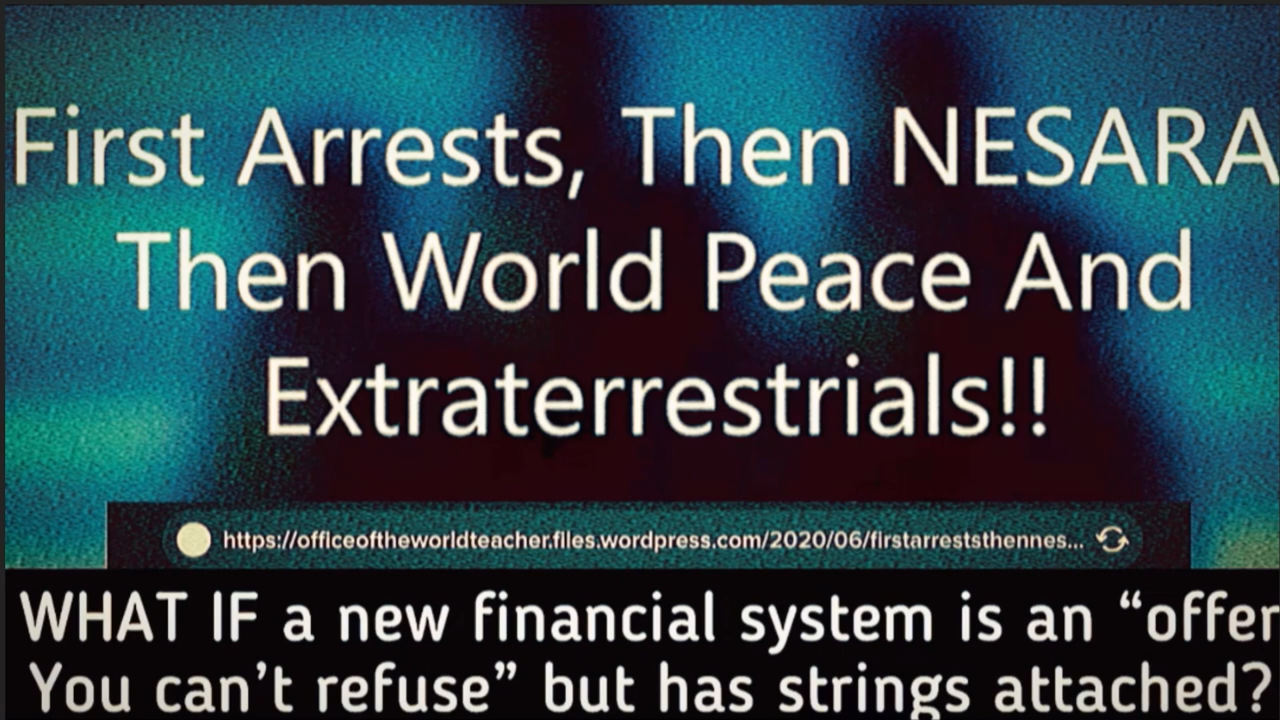 First Arrests, Then NESARA
Then World Peace And
Extraterrestrials!!
https://officeoftheworldteacher.files.wordpress.com/2020/06/firstarreststhennes...
WHAT IF a new financial system is an “offer
You can’t refuse” but has strings attached?